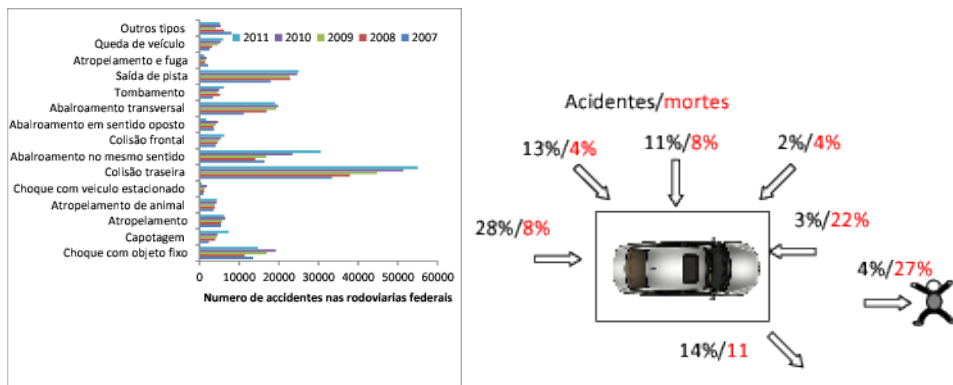 Outros tipos
Queda de veículo
Atropelamento e fuga
Saída de pista
Tombamento
Abalroamento transversal
Abalroamento em sentido oposto
Colisão frontal
Abalroamento no mesmo sentido
Colisão traseira
Choque com veiculo estacionado
Atropelamento de animal
Atropelamento
Capotagem
Choque com objeto fixo
2011 2010 2009 2008 2007
0 10000 20000 30000 40000 50000 60000
Numero de accidentes nas rodoviarias federais
Acidentes/mortes
13%/4%
11%/8%
2%/4%
28%/8%
3%/22%
4%/27%
14%/11